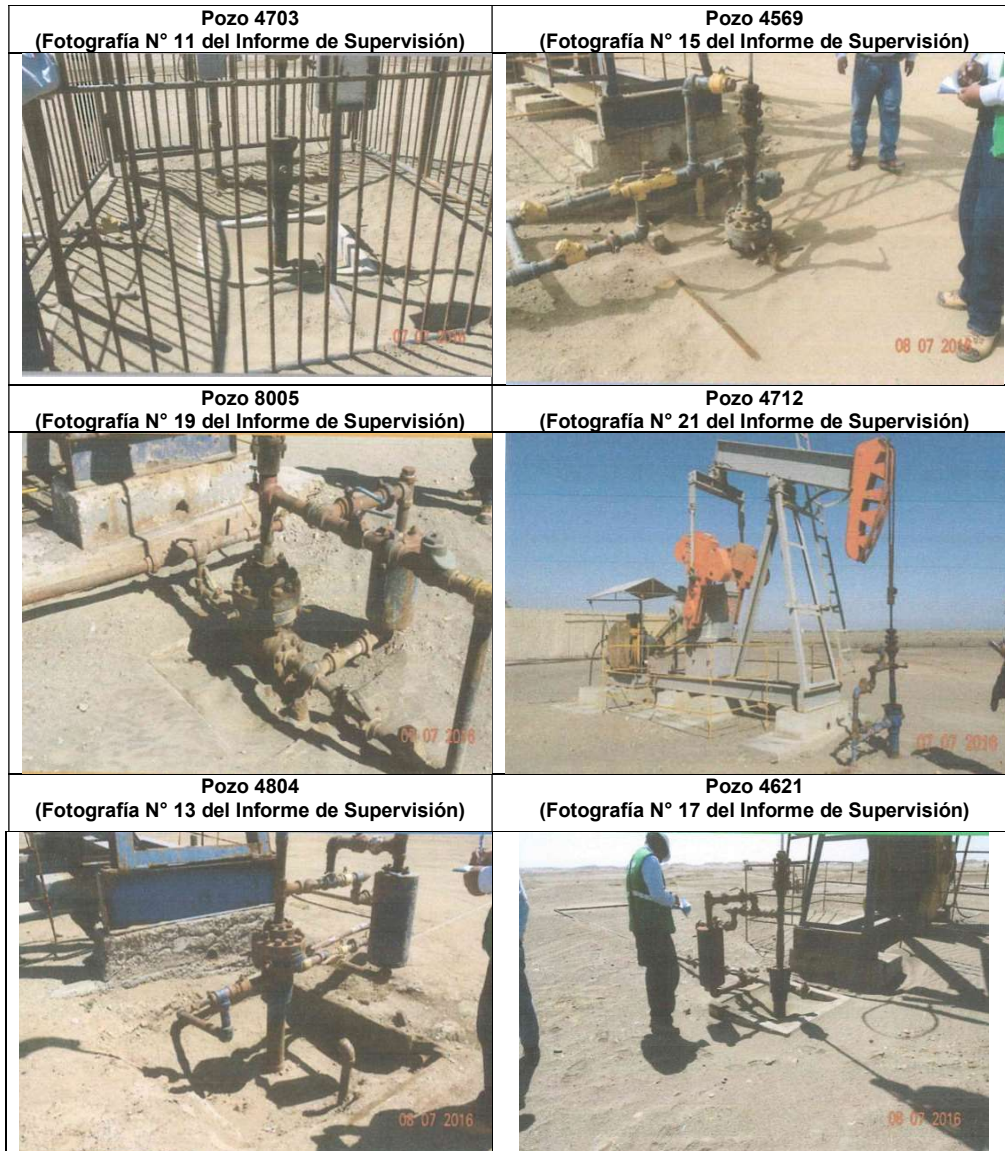 Pozo 4703
(Fotografía N° 11 del Informe de Supervisión)
Pozo 4569
(Fotografía N° 15 del Informe de Supervisión)
07 07 2016
08 07 2016
Pozo 8005
(Fotografía N° 19 del Informe de Supervisión)
Pozo 4712
(Fotografía N° 21 del Informe de Supervisión)
07 2016
07 07 2016
Pozo 4804
(Fotografía N° 13 del Informe de Supervisión)
Pozo 4621
(Fotografía N° 17 del Informe de Supervisión)
08 07 2016
08 07 2016